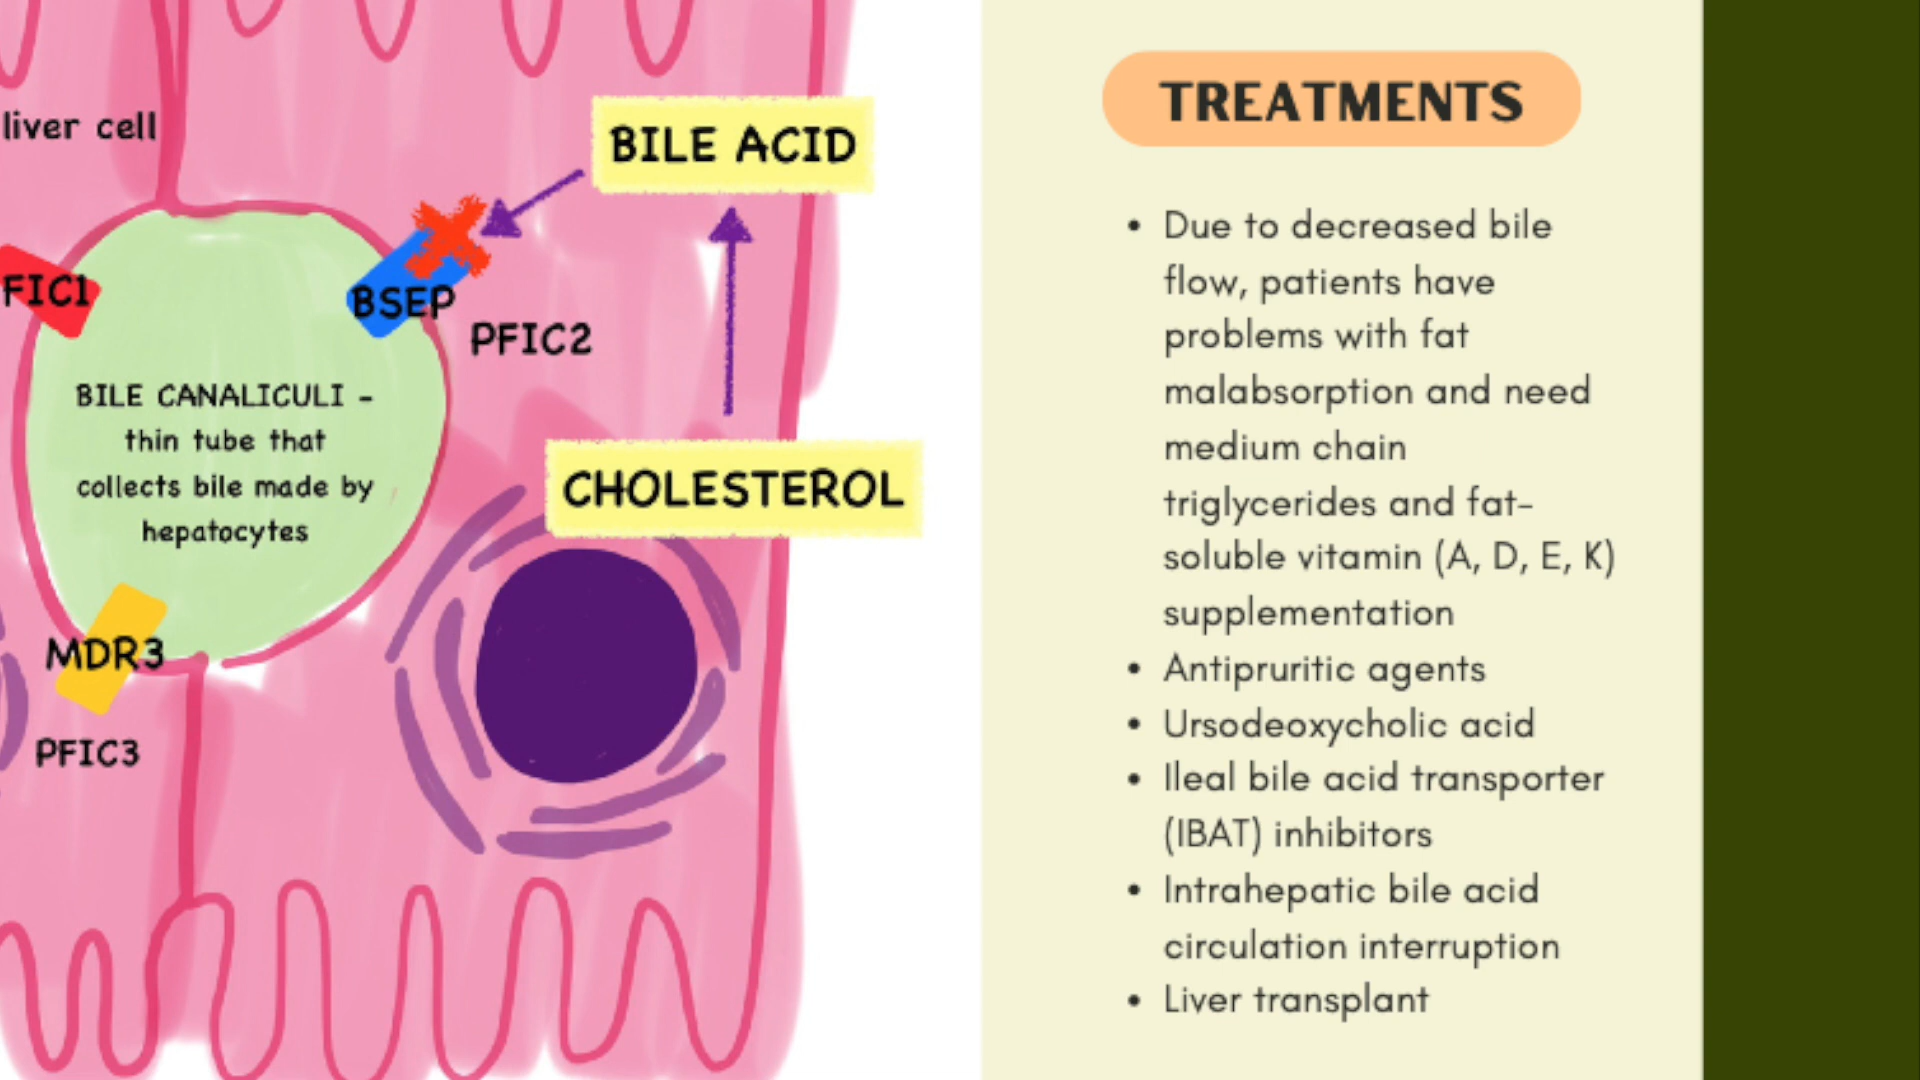 liver cell
BILE ACID
FIC1
BSEP
PFIC2
BILE CANALICULI -
thin tube that
collects bile made by
hepatocytes
CHOLESTEROL
MDR3
PFIC3
TREATMENTS
• Due to decreased bile
flow, patients have
problems with fat
malabsorption and need
medium chain
triglycerides and fat-
soluble vitamin (A, D, E, K)
supplementation
• Antipruritic agents
• Ursodeoxycholic acid
• Ileal bile acid transporter
(IBAT) inhibitors
• Intrahepatic bile acid
circulation interruption
• Liver transplant